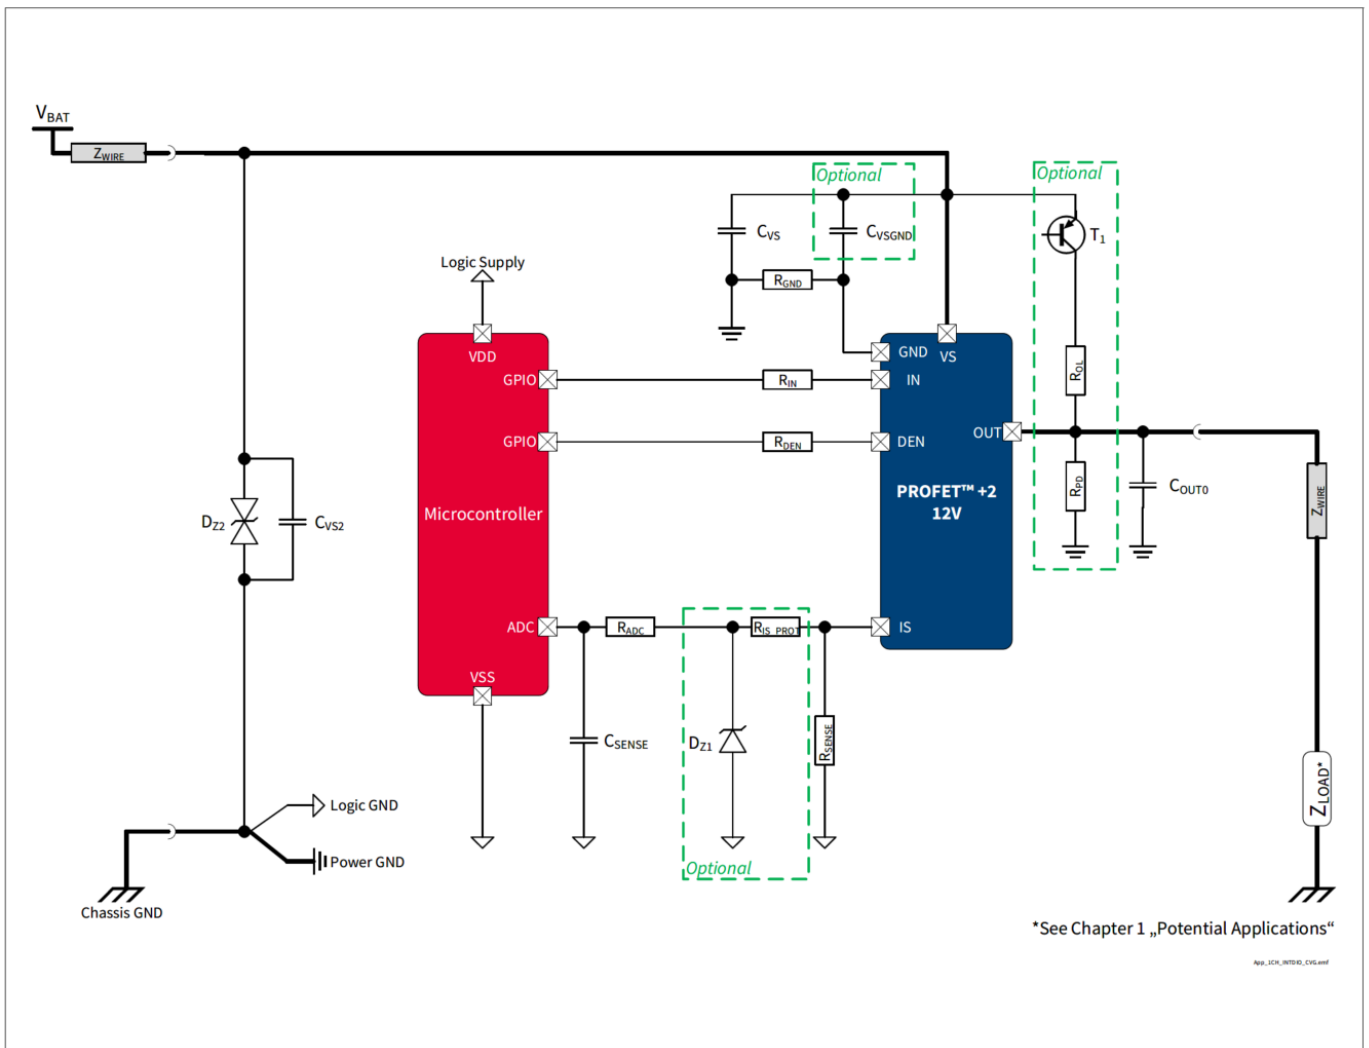 VBAT
ZWIRE
Optional
Optional
CVS
CVSGND
T1
Logic Supply
RGND
VDD
GND
VS
GPIO
RIN
IN
ROL
GPIO
RDEN
DEN
OUT
RPD
COUT0
ZWIRE
PROFET™ +2
12V
Microcontroller
DZ2
CVS2
ADC
RADC
RIS_PROT
IS
VSS
CSENSE
DZ1
RSENSE
ZLOAD*
Logic GND
Power GND
Optional
Chassis GND
*See Chapter 1 „Potential Applications“
App_1CH_INTDIO_CVG.emf